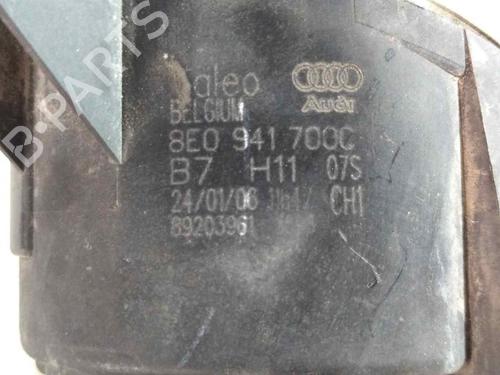 aleo
Audi
BELGIUM
8E0 941 700C
B7 H11 07S
24/01/06 CH1
89203961
B-PARTS